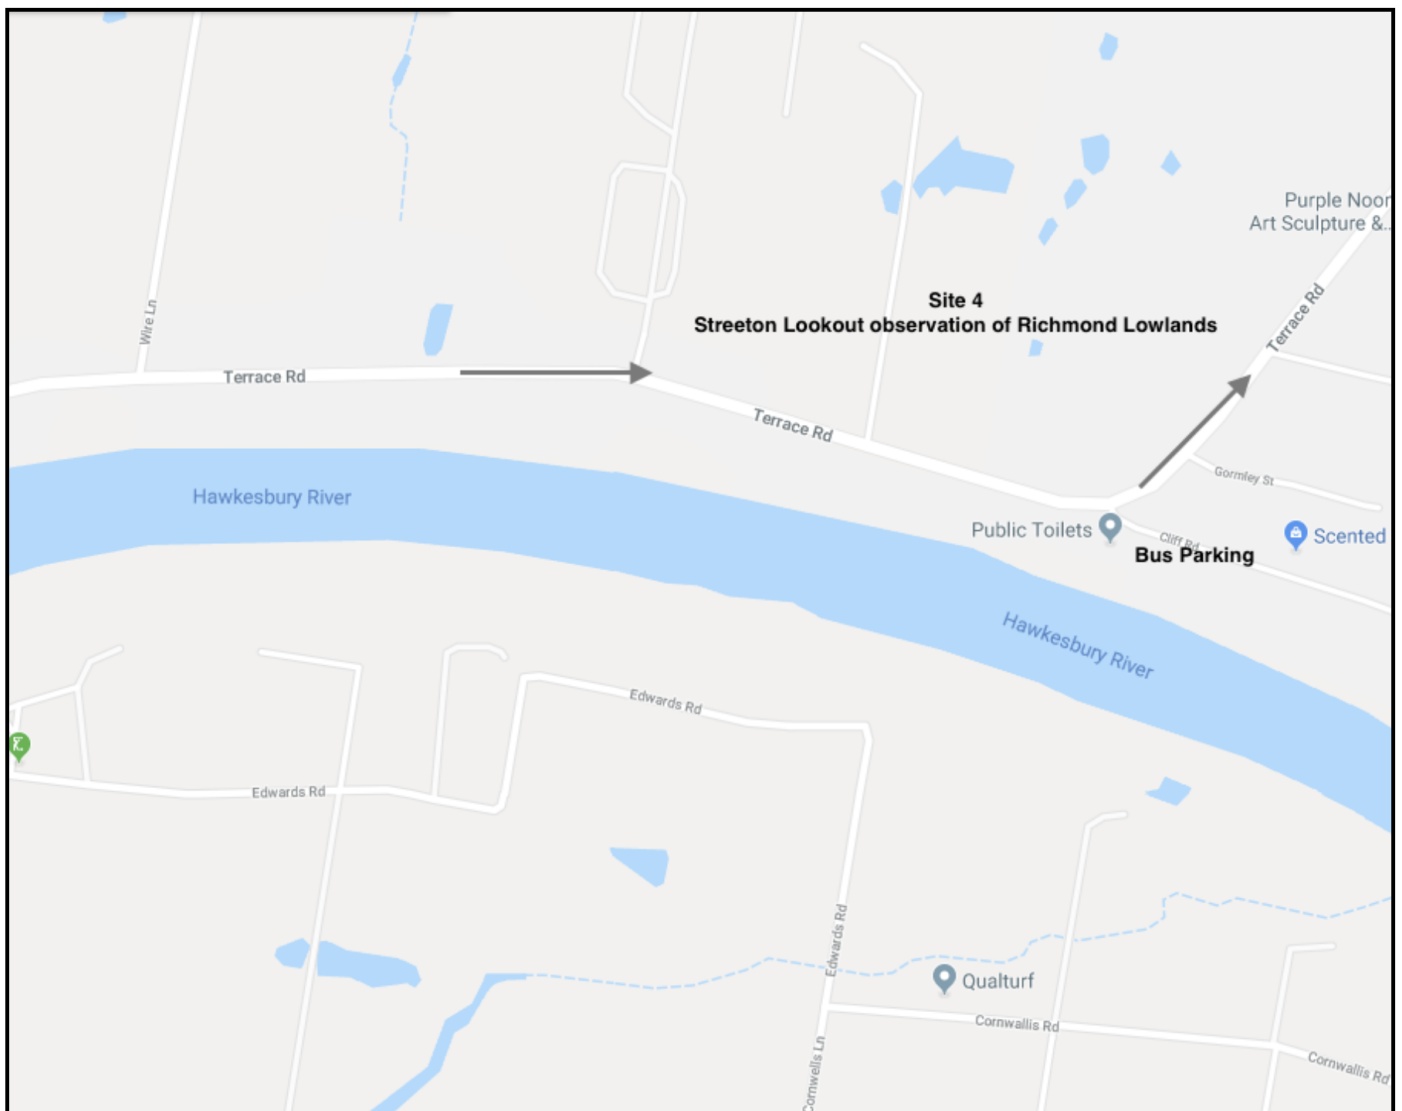 Purple Noor
Art Sculpture &..
Site 4
Streeton Lookout observation of Richmond Lowlands
Wire Ln
Terrace Rd
Terrace Rd
Terrace Rd
Gormley St
Hawkesbury River
Public Toilets
Cliff Rd
Scented
Bus Parking
Hawkesbury River
Edwards Rd
Edwards Rd
Edwards Rd
Qualturf
Cornwallis Rd
Cornwells Ln
Cornwallis Rd